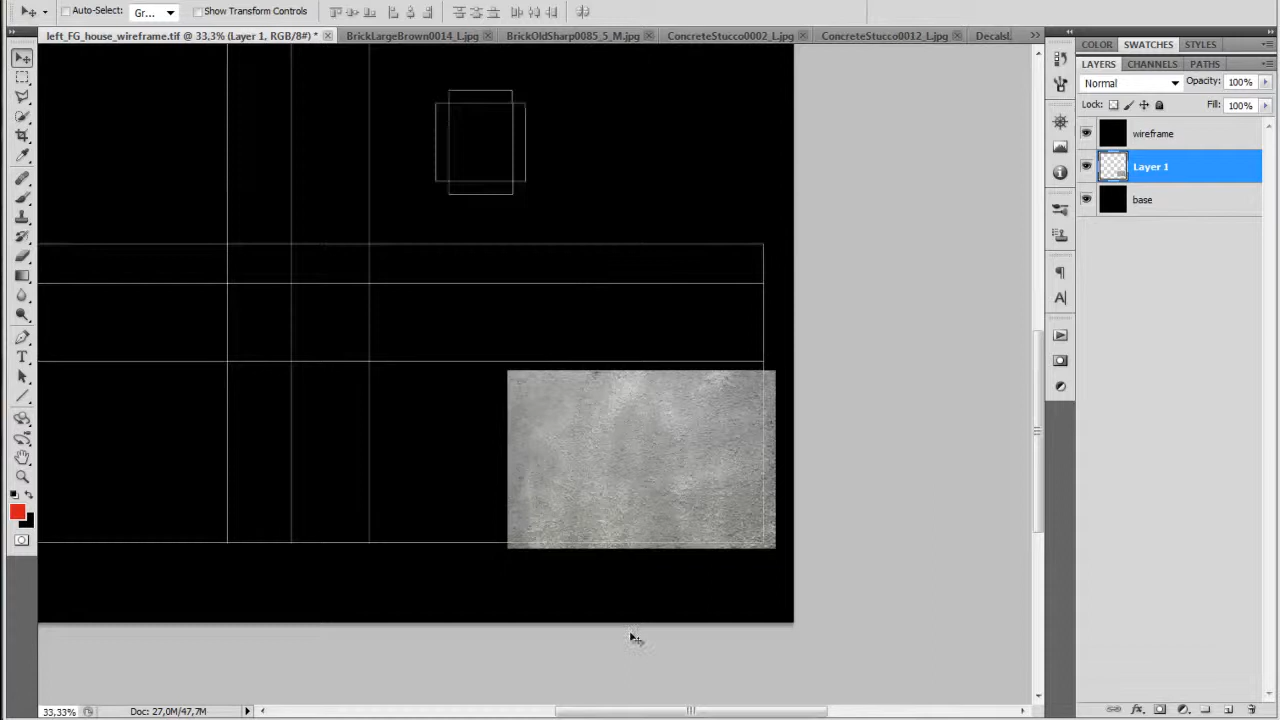 Auto-Select: Gr... Show Transform Controls
left_FG_house_wireframe.tif @ 33,3% (Layer 1, RGB/8#) * BrickLargeBrown0014_L.jpg BrickOldSharp0085_5_M.jpg ConcreteStucco0002_L.jpg ConcreteStucco0012_L.jpg DecalsL
COLOR SWATCHES STYLES
LAYERS CHANNELS PATHS
Normal Opacity: 100%
Lock: Fill: 100%
wireframe
Layer 1
base
33,33% Doc: 27,0M/47,7M